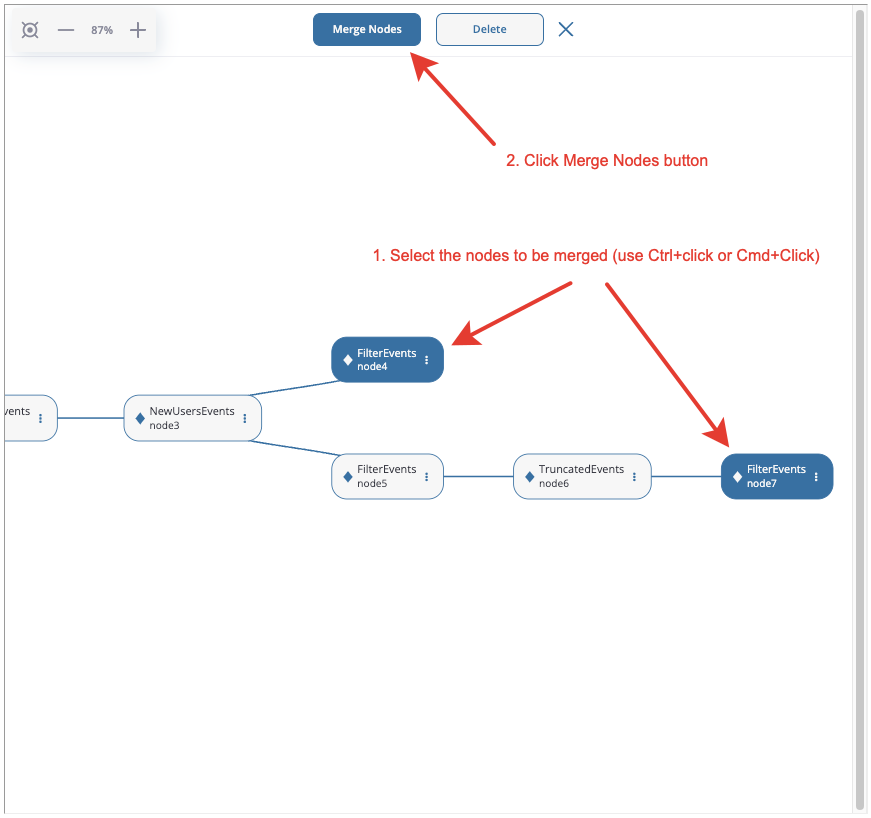 87%
Merge Nodes
Delete
2. Click Merge Nodes button
1. Select the nodes to be merged (use Ctrl+click or Cmd+Click)
FilterEvents
node4
vents
NewUsersEvents
node3
FilterEvents
node5
TruncatedEvents
node6
FilterEvents
node7